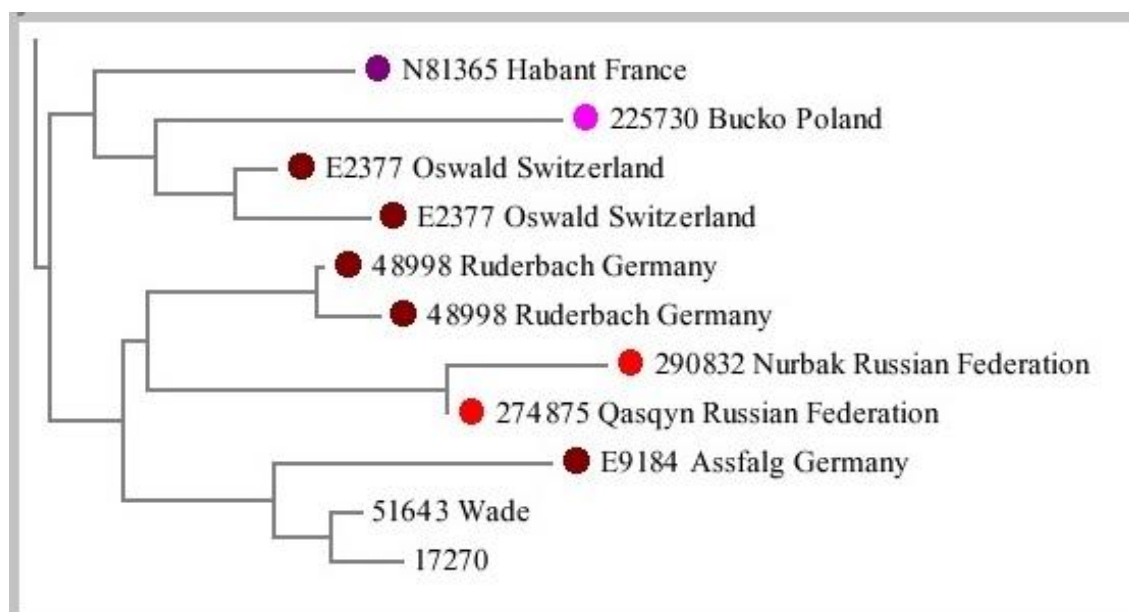 N81365 Habant France
225730 Bucko Poland
E2377 Oswald Switzerland
E2377 Oswald Switzerland
48998 Ruderbach Germany
48998 Ruderbach Germany
290832 Nurbak Russian Federation
274875 Qasqyn Russian Federation
E9184 Assfalg Germany
51643 Wade
17270